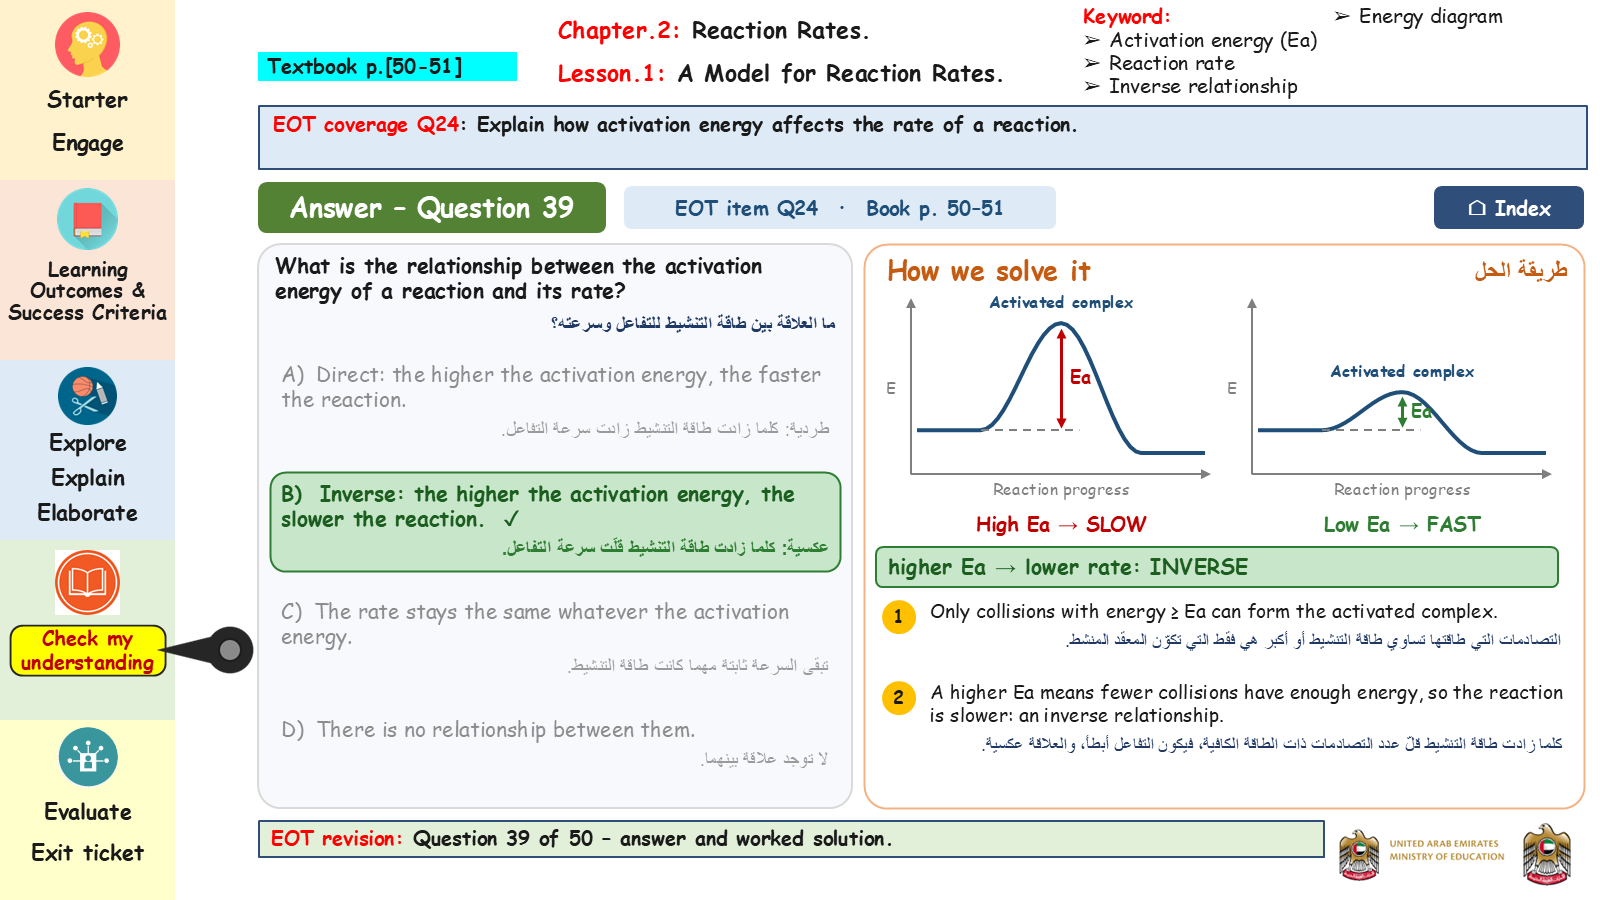 Starter
Engage
Learning
Outcomes &
Success Criteria
Explore
Explain
Elaborate
Check my
understanding
Evaluate
Exit ticket
Textbook p.[50-51]
Chapter.2: Reaction Rates.
Lesson.1: A Model for Reaction Rates.
Keyword:
➢ Activation energy (Ea)
➢ Reaction rate
➢ Inverse relationship
➢ Energy diagram
EOT coverage Q24: Explain how activation energy affects the rate of a reaction.
Answer – Question 39
EOT item Q24 · Book p. 50–51
Index
What is the relationship between the activation
energy of a reaction and its rate?
ما العلاقة بين طاقة التنشيط للتفاعل وسرعته؟
A) Direct: the higher the activation energy, the faster
the reaction.
طردية: كلما زادت طاقة التنشيط زادت سرعة التفاعل.
B) Inverse: the higher the activation energy, the
slower the reaction. ✓
عكسية: كلما زادت طاقة التنشيط قلّت سرعة التفاعل.
C) The rate stays the same whatever the activation
energy.
تبقى السرعة ثابتة مهما كانت طاقة التنشيط.
D) There is no relationship between them.
لا توجد علاقة بينهما.
How we solve it
طريقة الحل
Activated complex
E
Ea
Reaction progress
High Ea → SLOW
Activated complex
E
Ea
Reaction progress
Low Ea → FAST
higher Ea → lower rate: INVERSE
1 Only collisions with energy ≥ Ea can form the activated complex.
التصادمات التي طاقتها تساوي طاقة التنشيط أو أكبر هي فقط التي تكوّن المعقد المنشط.
2 A higher Ea means fewer collisions have enough energy, so the reaction
is slower: an inverse relationship.
كلما زادت طاقة التنشيط قلّ عدد التصادمات ذات الطاقة الكافية، فيكون التفاعل أبطأ، والعلاقة عكسية.
EOT revision: Question 39 of 50 – answer and worked solution.
UNITED ARAB EMIRATES
MINISTRY OF EDUCATION